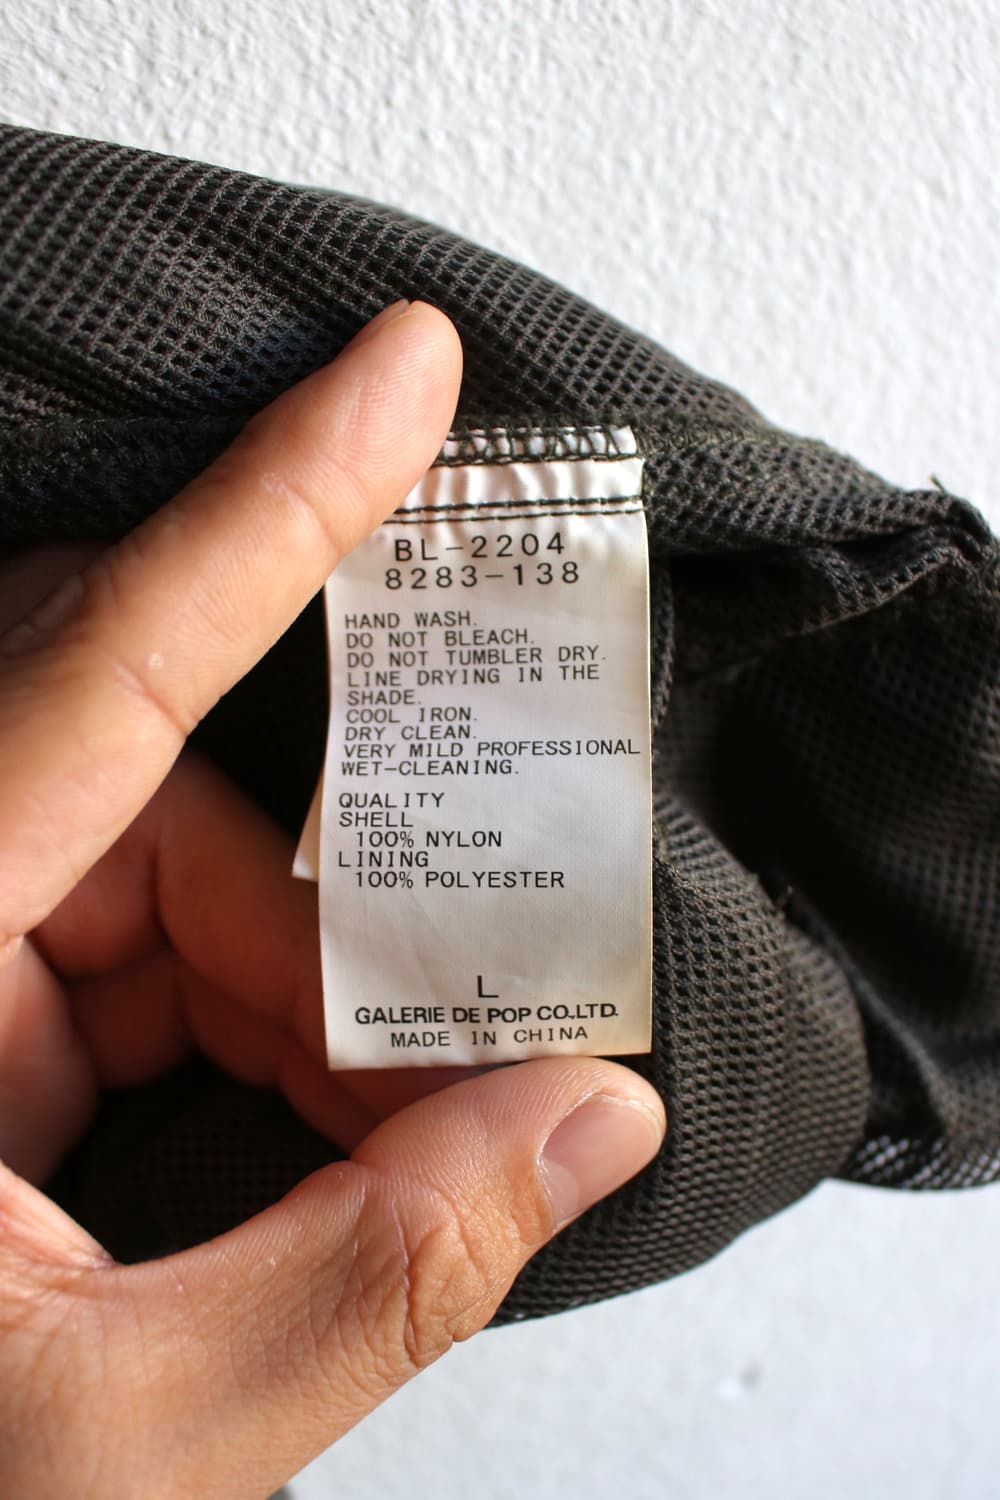 BL-2204
8283-138
HAND WASH.
DO NOT BLEACH.
DO NOT TUMBLER DRY.
LINE DRYING IN THE
SHADE.
COOL IRON.
DRY CLEAN.
VERY MILD PROFESSIONAL
WET-CLEANING.
QUALITY
SHELL
100% NYLON
LINING
100% POLYESTER
L
GALERIE DE POP CO.,LTD.
MADE IN CHINA